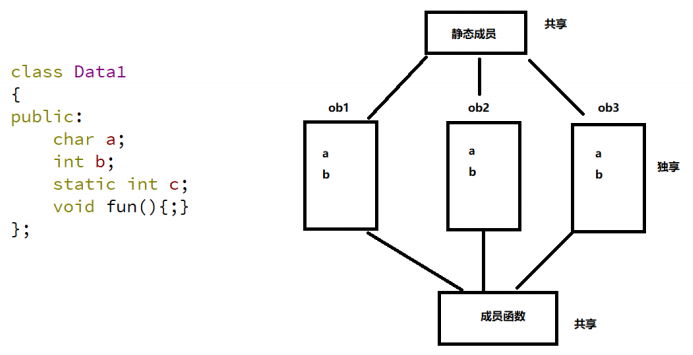 class Data1
{
public:
    char a;
    int b;
    static int c;
    void fun(){;}
};
静态成员 共享
ob1 ob2 ob3
a a a
b b b
独享
成员函数
共享